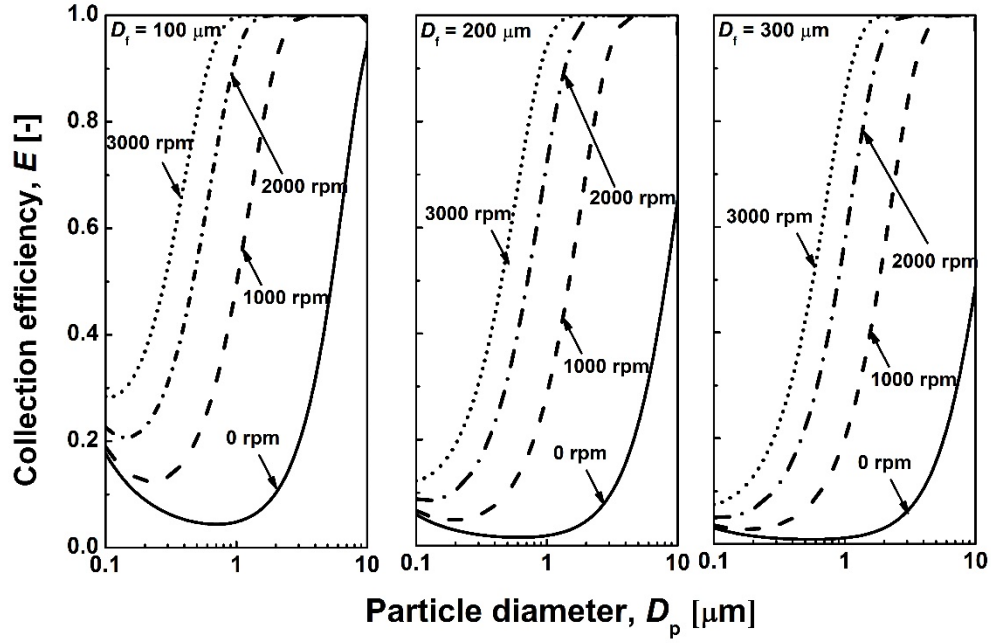 D_f = 100 μm
3000 rpm
2000 rpm
1000 rpm
0 rpm
D_f = 200 μm
3000 rpm
2000 rpm
1000 rpm
0 rpm
D_f = 300 μm
3000 rpm
2000 rpm
1000 rpm
0 rpm
Collection efficiency, E [-]
1.0
0.8
0.6
0.4
0.2
0.0
0.1 1 10
0.1 1 10
0.1 1 10
Particle diameter, D_p [μm]